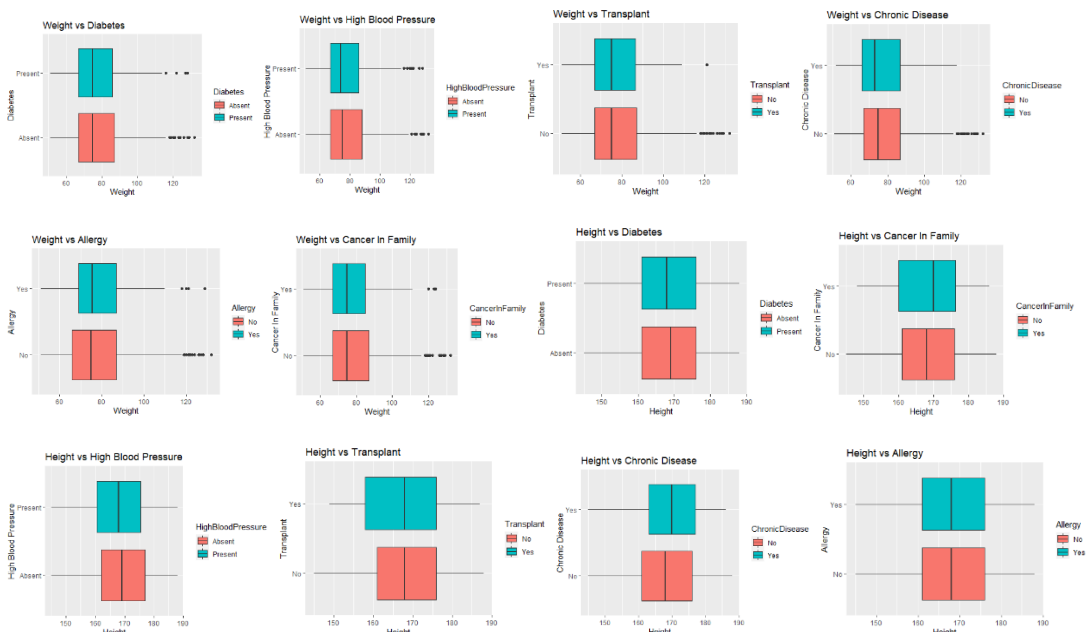 Weight vs Diabetes
Diabetes
Present
Absent
60 80 100 120
Weight
Diabetes
Absent
Present
Weight vs High Blood Pressure
High Blood Pressure
Present
Absent
60 80 100 120
Weight
HighBloodPressure
Absent
Present
Weight vs Transplant
Transplant
Yes
No
60 80 100 120
Weight
Transplant
No
Yes
Weight vs Chronic Disease
Chronic Disease
Yes
No
60 80 100 120
Weight
ChronicDisease
No
Yes
Weight vs Allergy
Allergy
Yes
No
60 80 100 120
Weight
Allergy
No
Yes
Weight vs Cancer In Family
Cancer In Family
Yes
No
60 80 100 120
Weight
CancerInFamily
No
Yes
Height vs Diabetes
Diabetes
Present
Absent
150 160 170 180 190
Height
Diabetes
Absent
Present
Height vs Cancer In Family
Cancer In Family
Yes
No
150 160 170 180 190
Height
CancerInFamily
No
Yes
Height vs High Blood Pressure
High Blood Pressure
Present
Absent
150 160 170 180 190
Height
HighBloodPressure
Absent
Present
Height vs Transplant
Transplant
Yes
No
150 160 170 180 190
Height
Transplant
No
Yes
Height vs Chronic Disease
Chronic Disease
Yes
No
150 160 170 180 190
Height
ChronicDisease
No
Yes
Height vs Allergy
Allergy
Yes
No
150 160 170 180 190
Height
Allergy
No
Yes